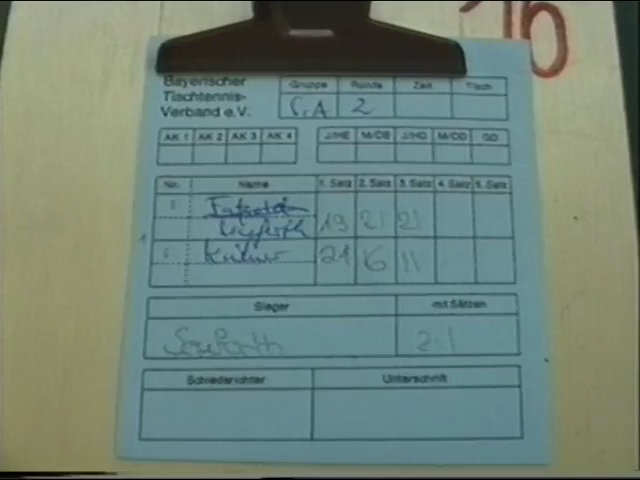 16
Bayerischer
Tischtennis-
Verband e.V.
Gruppe Runde Zeit Tisch
2
AK 1 AK 2 AK 3 AK 4 J/HE M/DE J/HD M/DD GD
Nr. Name 1. Satz 2. Satz 3. Satz 4. Satz 5. Satz
19 21 21
21 16 11
Sieger mit Sätzen
2:1
Schiedsrichter Unterschrift